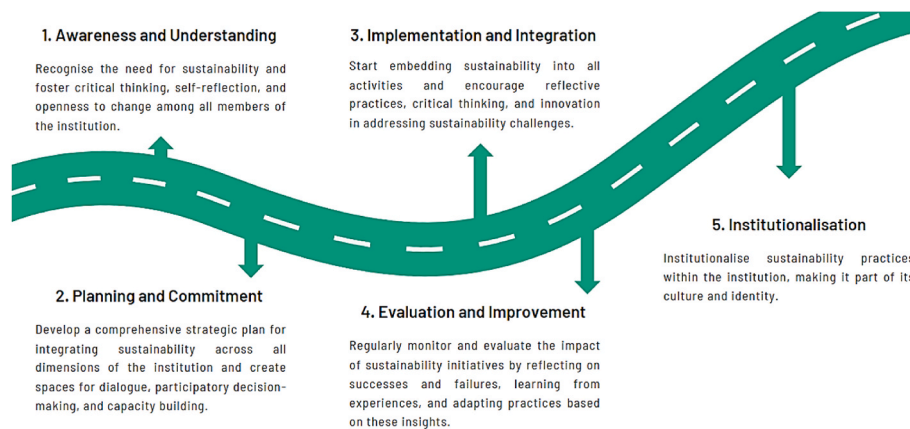 1. Awareness and Understanding
Recognise the need for sustainability and
foster critical thinking, self-reflection, and
openness to change among all members of
the institution.
2. Planning and Commitment
Develop a comprehensive strategic plan for
integrating sustainability across all
dimensions of the institution and create
spaces for dialogue, participatory decision-
making, and capacity building.
3. Implementation and Integration
Start embedding sustainability into all
activities and encourage reflective
practices, critical thinking, and innovation
in addressing sustainability challenges.
4. Evaluation and Improvement
Regularly monitor and evaluate the impact
of sustainability initiatives by reflecting on
successes and failures, learning from
experiences, and adapting practices based
on these insights.
5. Institutionalisation
Institutionalise sustainability practices
within the institution, making it part of its
culture and identity.